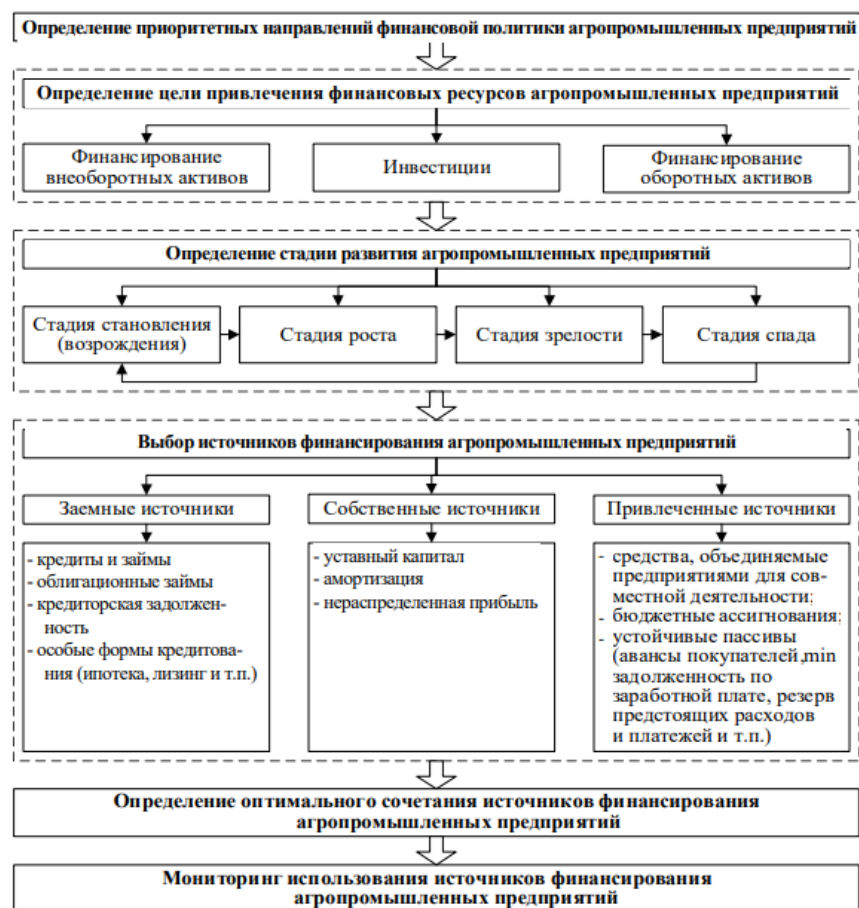 Определение приоритетных направлений финансовой политики агропромышленных предприятий
Определение цели привлечения финансовых ресурсов агропромышленных предприятий
Финансирование
внеоборотных активов
Инвестиции
Финансирование
оборотных активов
Определение стадии развития агропромышленных предприятий
Стадия становления
(возрождения)
Стадия роста
Стадия зрелости
Стадия спада
Выбор источников финансирования агропромышленных предприятий
Заемные источники
- кредиты и займы
- облигационные займы
- кредиторская задолжен-
ность
- особые формы кредитова-
ния (ипотека, лизинг и т.п.)
Собственные источники
- уставный капитал
- амортизация
- нераспределенная прибыль
Привлеченные источники
- средства, объединяемые
предприятиями для сов-
местной деятельности;
- бюджетные ассигнования;
- устойчивые пассивы
(авансы покупателей,min
задолженность по
заработной плате, резерв
предстоящих расходов
и платежей и т.п.)
Определение оптимального сочетания источников финансирования
агропромышленных предприятий
Мониторинг использования источников финансирования
агропромышленных предприятий